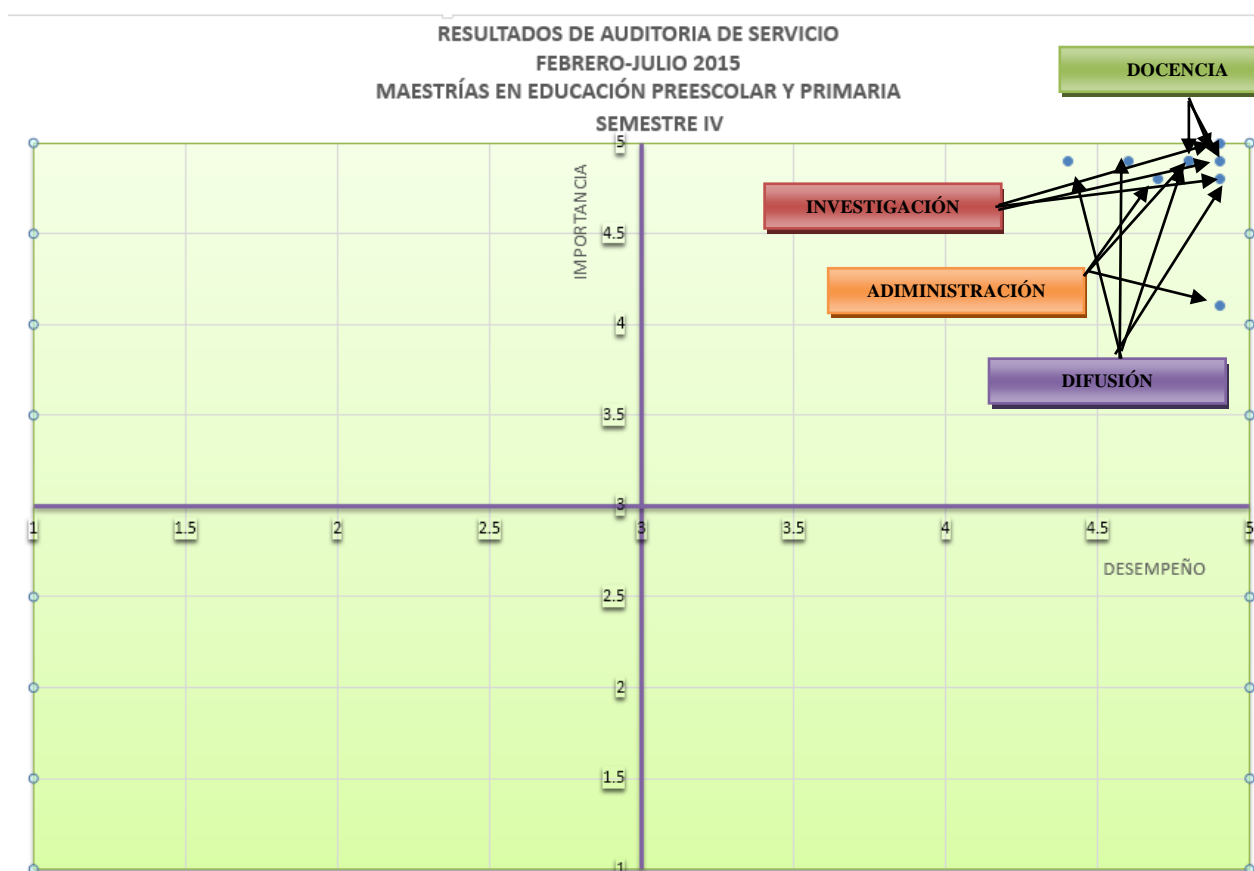 RESULTADOS DE AUDITORIA DE SERVICIO
FEBRERO-JULIO 2015
MAESTRÍAS EN EDUCACIÓN PREESCOLAR Y PRIMARIA
SEMESTRE IV
DOCENCIA
INVESTIGACIÓN
ADIMINISTRACIÓN
DIFUSIÓN
IMPORTANCIA
5
4.5
4
3.5
3
1 1.5 2 2.5 3 3.5 4 4.5 5
DESEMPEÑO
2.5
2
1.5
1